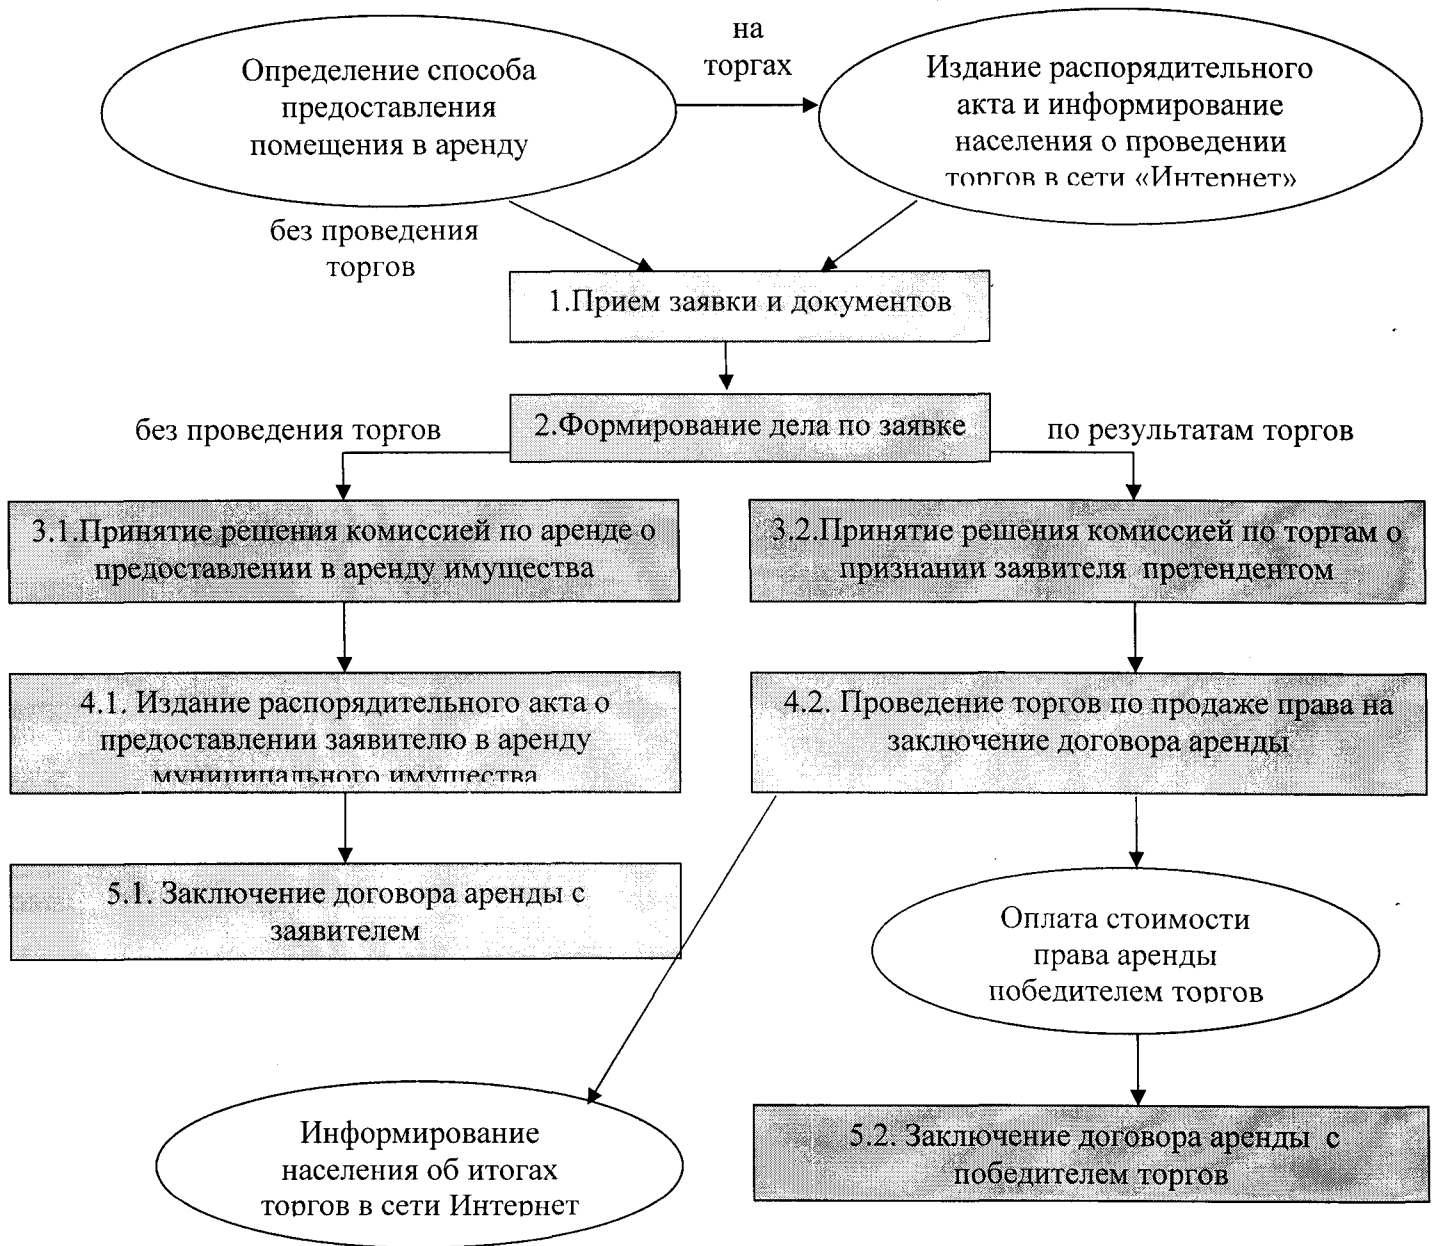 Определение способа
предоставления
помещения в аренду
на
торгах
Издание распорядительного
акта и информирование
населения о проведении
торгов в сети «Интернет»
без проведения
торгов
1.Прием заявки и документов
2.Формирование дела по заявке
без проведения торгов
по результатам торгов
3.1.Принятие решения комиссией по аренде о
предоставлении в аренду имущества
3.2.Принятие решения комиссией по торгам о
признании заявителя претендентом
4.1. Издание распорядительного акта о
предоставлении заявителю в аренду
муниципального имущества
4.2. Проведение торгов по продаже права на
заключение договора аренды
5.1. Заключение договора аренды с
заявителем
Оплата стоимости
права аренды
победителем торгов
Информирование
населения об итогах
торгов в сети Интернет
5.2. Заключение договора аренды с
победителем торгов